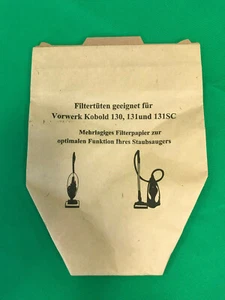 Filtertüten geeignet für
Vorwerk Kobold 130, 131und 131SC
Mehrlagiges Filterpapier zur
optimalen Funktion Ihres Staubsaugers